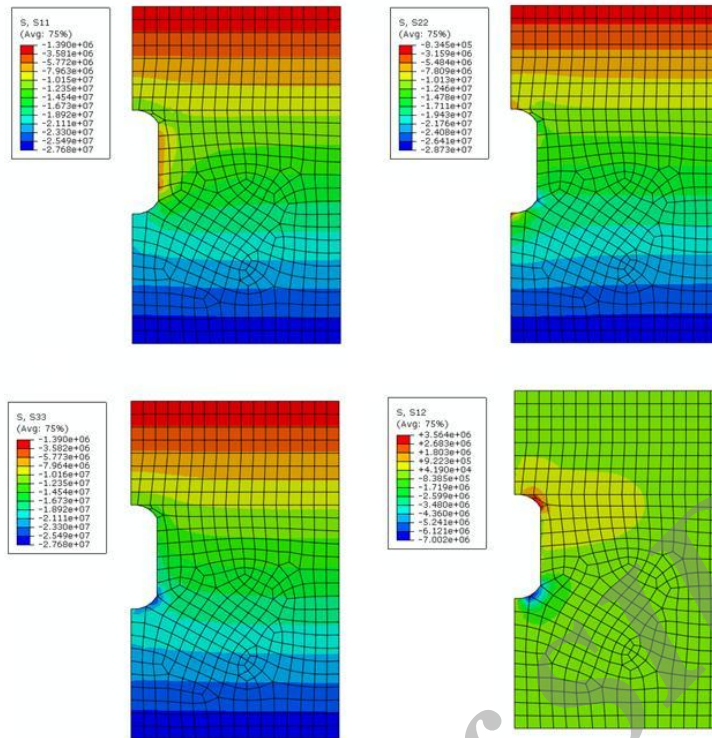 S, S11
(Avg: 75%)
-1.390e+06
-3.581e+06
-5.772e+06
-7.963e+06
-1.015e+07
-1.235e+07
-1.454e+07
-1.673e+07
-1.892e+07
-2.111e+07
-2.330e+07
-2.549e+07
-2.768e+07
S, S22
(Avg: 75%)
-8.345e+05
-3.159e+06
-5.484e+06
-7.809e+06
-1.013e+07
-1.246e+07
-1.478e+07
-1.711e+07
-1.943e+07
-2.176e+07
-2.408e+07
-2.641e+07
-2.873e+07
S, S33
(Avg: 75%)
-1.390e+06
-3.582e+06
-5.773e+06
-7.964e+06
-1.016e+07
-1.235e+07
-1.454e+07
-1.673e+07
-1.892e+07
-2.111e+07
-2.330e+07
-2.549e+07
-2.768e+07
S, S12
(Avg: 75%)
+3.564e+06
+2.683e+06
+1.803e+06
+9.223e+05
+4.190e+04
-8.385e+05
-1.719e+06
-2.599e+06
-3.480e+06
-4.360e+06
-5.241e+06
-6.121e+06
-7.002e+06